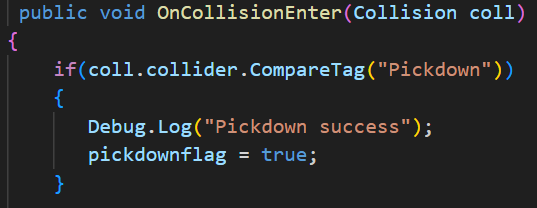 public void OnCollisionEnter(Collision coll)
{
if(coll.collider.CompareTag("Pickdown"))
{
Debug.Log("Pickdown success");
pickdownflag = true;
}